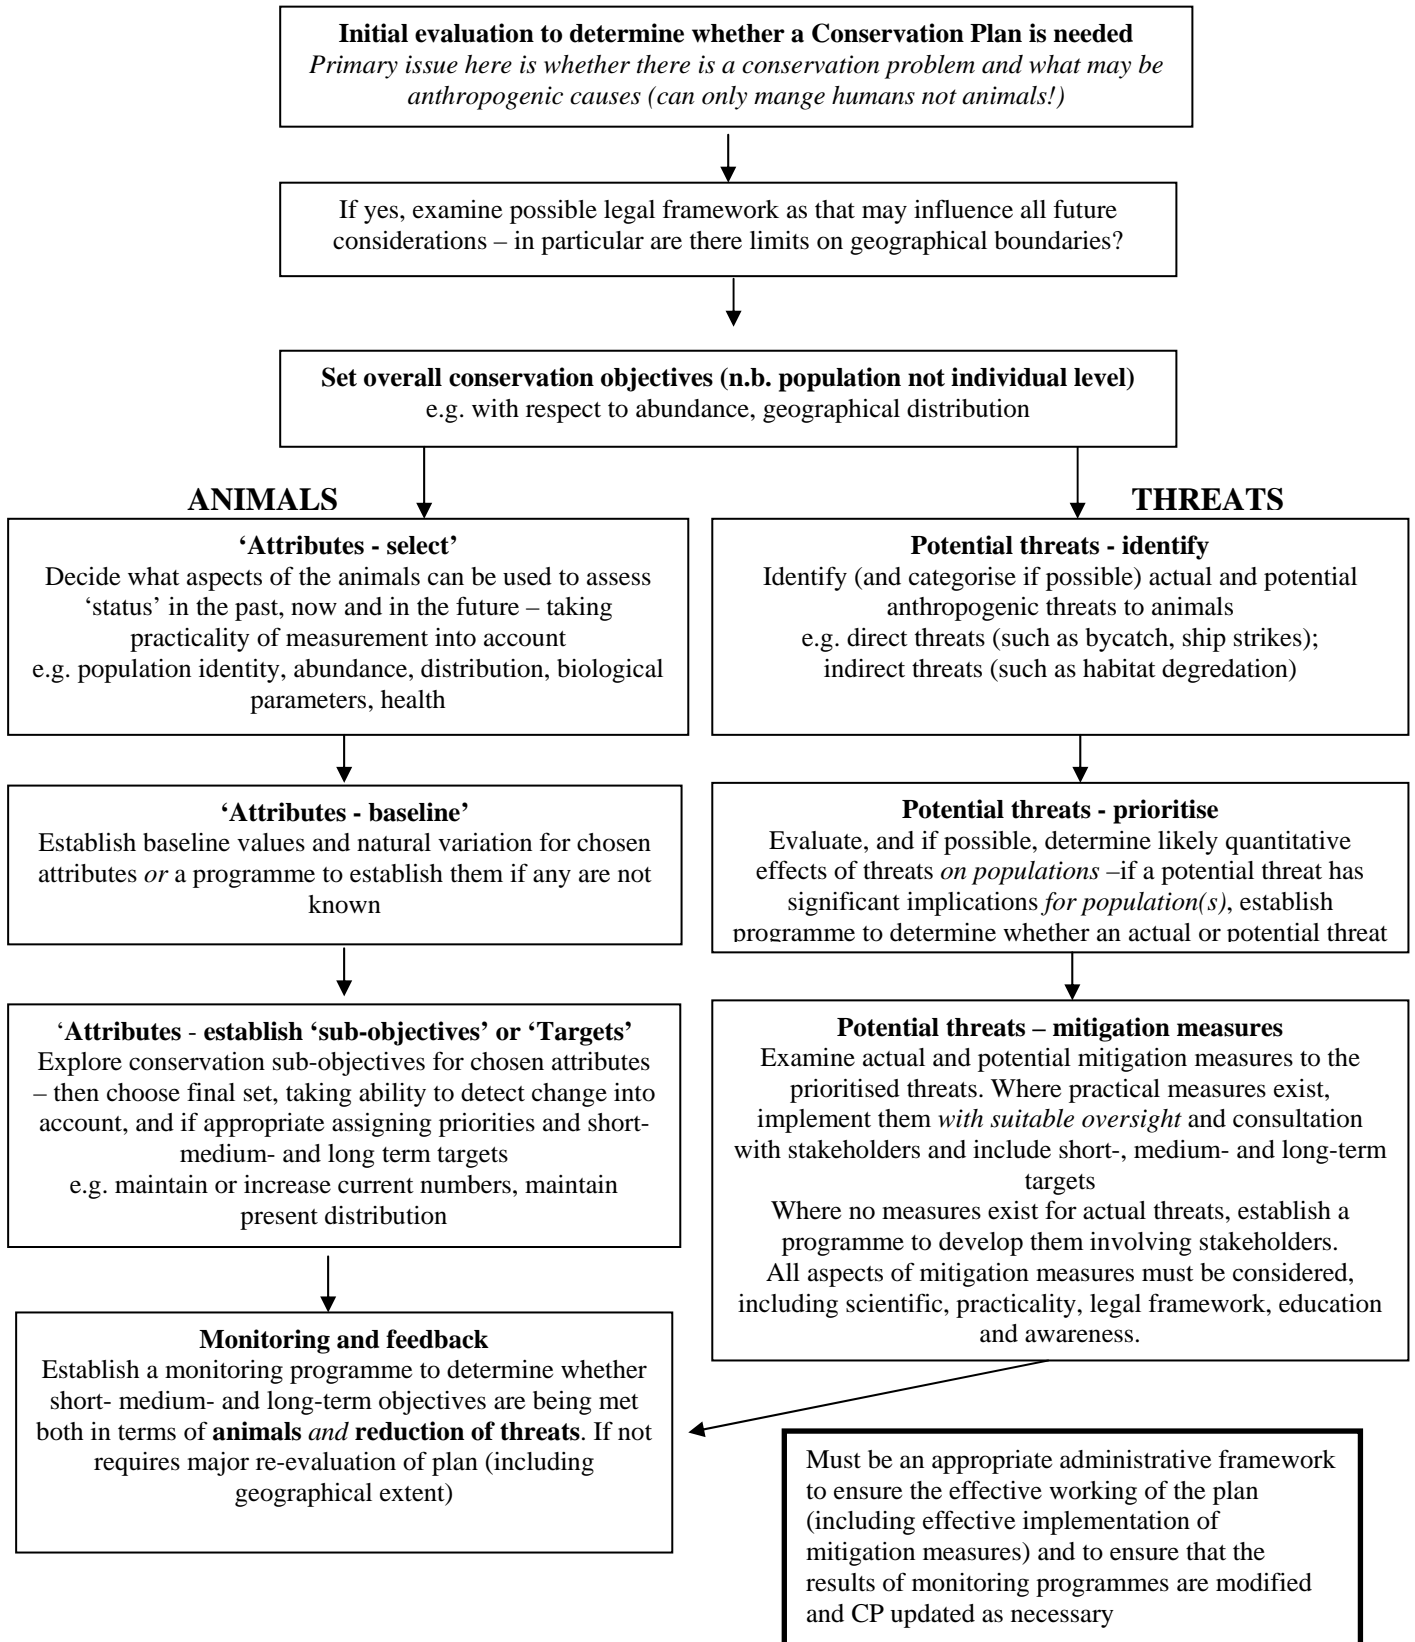 Initial evaluation to determine whether a Conservation Plan is needed
Primary issue here is whether there is a conservation problem and what may be
anthropogenic causes (can only mange humans not animals!)
If yes, examine possible legal framework as that may influence all future
considerations – in particular are there limits on geographical boundaries?
Set overall conservation objectives (n.b. population not individual level)
e.g. with respect to abundance, geographical distribution
ANIMALS
‘Attributes - select’
Decide what aspects of the animals can be used to assess
‘status’ in the past, now and in the future – taking
practicality of measurement into account
e.g. population identity, abundance, distribution, biological
parameters, health
‘Attributes - baseline’
Establish baseline values and natural variation for chosen
attributes or a programme to establish them if any are not
known
‘Attributes - establish ‘sub-objectives’ or ‘Targets’
Explore conservation sub-objectives for chosen attributes
– then choose final set, taking ability to detect change into
account, and if appropriate assigning priorities and short-
medium- and long term targets
e.g. maintain or increase current numbers, maintain
present distribution
Monitoring and feedback
Establish a monitoring programme to determine whether
short- medium- and long-term objectives are being met
both in terms of animals and reduction of threats. If not
requires major re-evaluation of plan (including
geographical extent)
THREATS
Potential threats - identify
Identify (and categorise if possible) actual and potential
anthropogenic threats to animals
e.g. direct threats (such as bycatch, ship strikes);
indirect threats (such as habitat degredation)
Potential threats - prioritise
Evaluate, and if possible, determine likely quantitative
effects of threats on populations –if a potential threat has
significant implications for population(s), establish
programme to determine whether an actual or potential threat
Potential threats – mitigation measures
Examine actual and potential mitigation measures to the
prioritised threats. Where practical measures exist,
implement them with suitable oversight and consultation
with stakeholders and include short-, medium- and long-term
targets
Where no measures exist for actual threats, establish a
programme to develop them involving stakeholders.
All aspects of mitigation measures must be considered,
including scientific, practicality, legal framework, education
and awareness.
Must be an appropriate administrative framework
to ensure the effective working of the plan
(including effective implementation of
mitigation measures) and to ensure that the
results of monitoring programmes are modified
and CP updated as necessary